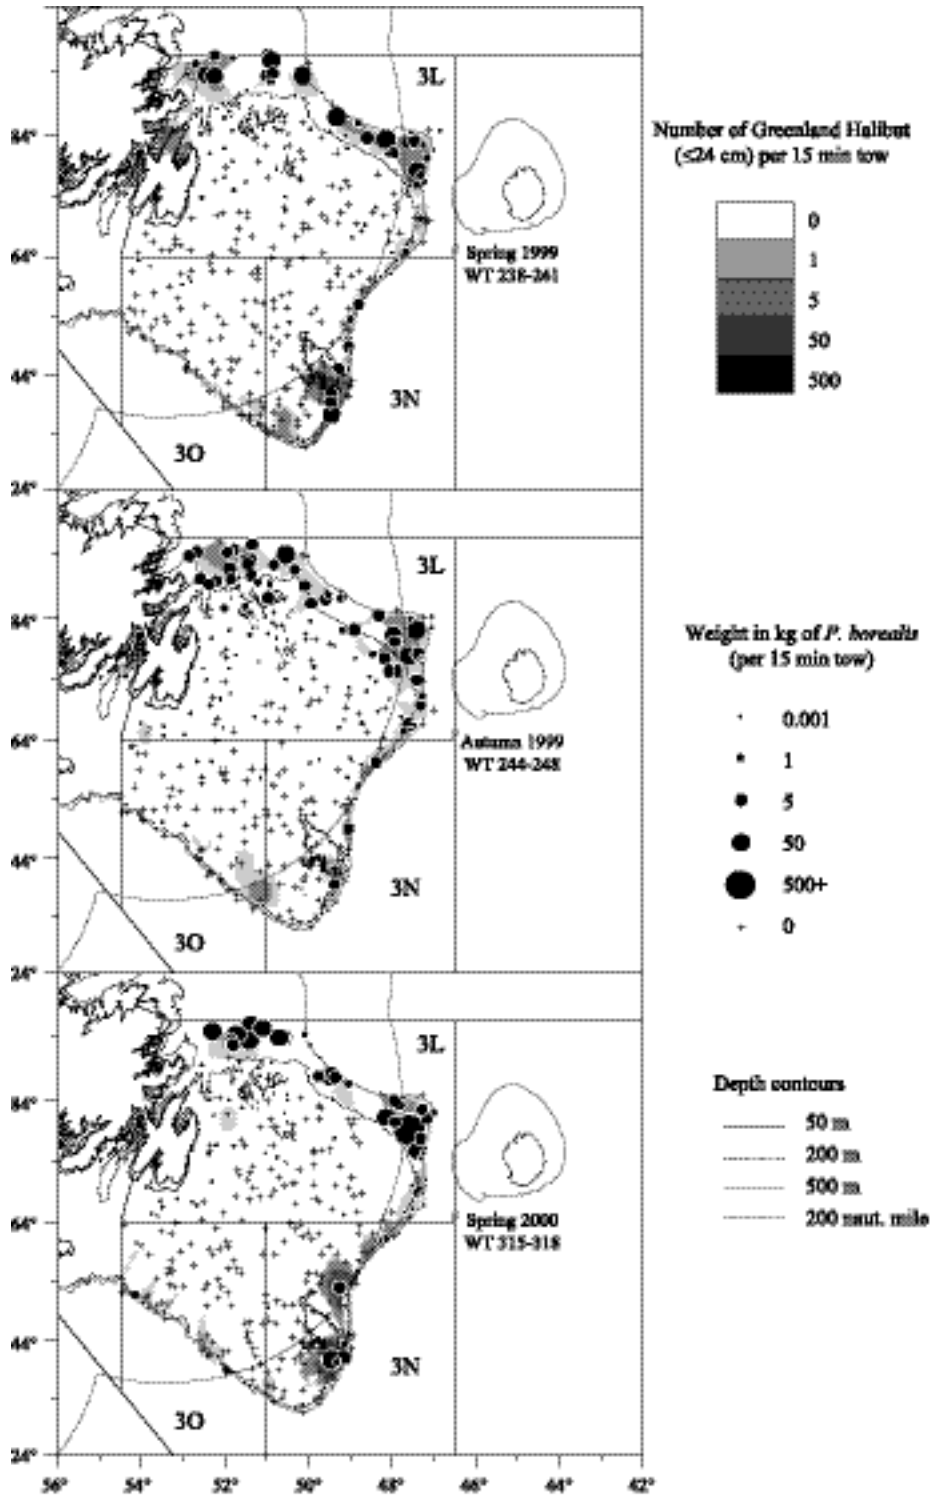 3L
3N
3O
Spring 1999
WT 238-261
84°
64°
44°
24°
Number of Greenland Halibut
(≤24 cm) per 15 min tow
0
1
5
50
500
3L
3N
3O
Autumn 1999
WT 244-248
84°
64°
44°
24°
Weight in kg of P. borealis
(per 15 min tow)
0.001
1
5
50
500+
0
3L
3N
3O
Spring 2000
WT 315-318
84°
64°
44°
24°
56°
54°
52°
50°
48°
46°
44°
42°
Depth contours
50 m
200 m
500 m
200 naut. mile